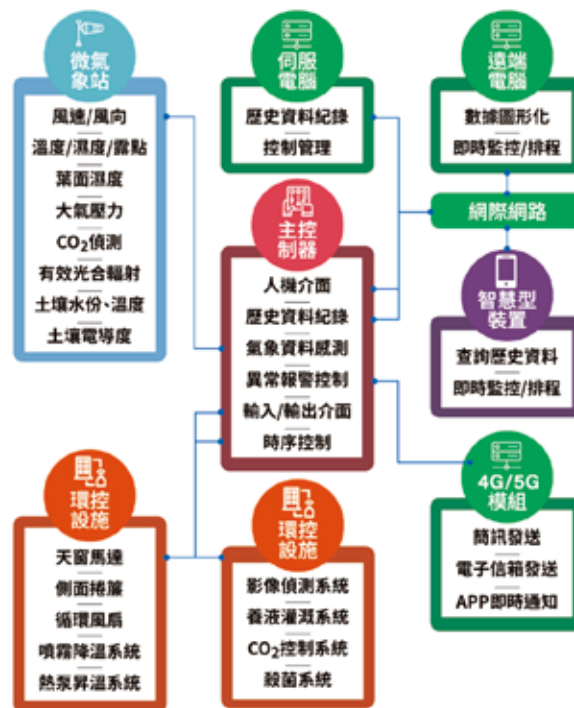 微氣
象站
風速/風向
溫度/濕度/露點
葉面濕度
大氣壓力
CO₂偵測
有效光合輻射
土壤水份、溫度
土壤電導度
伺服
電腦
歷史資料紀錄
控制管理
遠端
電腦
數據圖形化
即時監控/排程
網際網路
主控
制器
人機介面
歷史資料紀錄
氣象資料感測
異常報警控制
輸入/輸出介面
時序控制
智慧型
裝置
查詢歷史資料
即時監控/排程
4G/5G
模組
簡訊發送
電子信箱發送
APP即時通知
環控
設施
天窗馬達
側面捲簾
循環風扇
噴霧降溫系統
熱泵昇溫系統
環控
設施
影像偵測系統
養液灌溉系統
CO₂控制系統
殺菌系統